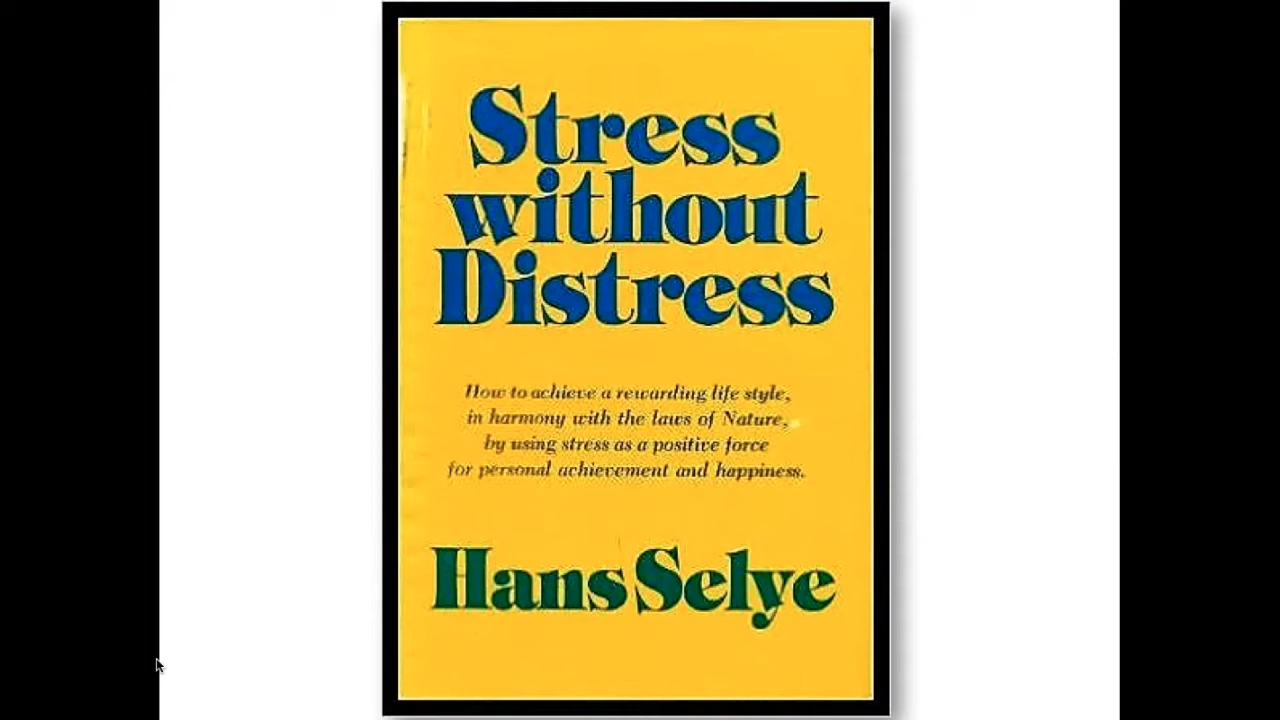 Stress
without
Distress
How to achieve a rewarding life style,
in harmony with the laws of Nature,
by using stress as a positive force
for personal achievement and happiness.
Hans Selye